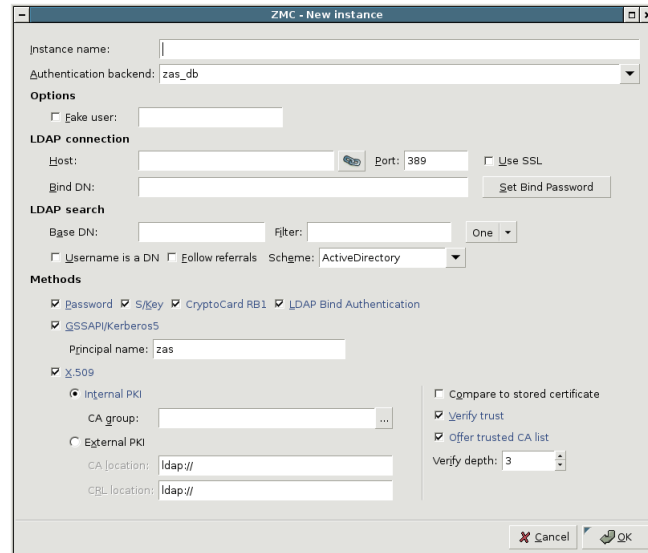 ZMC - New instance
Instance name:
Authentication backend: zas_db
Options
Fake user:
LDAP connection
Host: Port: 389 Use SSL
Bind DN: Set Bind Password
LDAP search
Base DN: Filter: One
Username is a DN Follow referrals Scheme: ActiveDirectory
Methods
Password S/Key CryptoCard RB1 LDAP Bind Authentication
GSSAPI/Kerberos5
Principal name: zas
X.509
Internal PKI Compare to stored certificate
CA group: ... Verify trust
External PKI Offer trusted CA list
CA location: ldap:// Verify depth: 3
CRL location: ldap://
Cancel OK